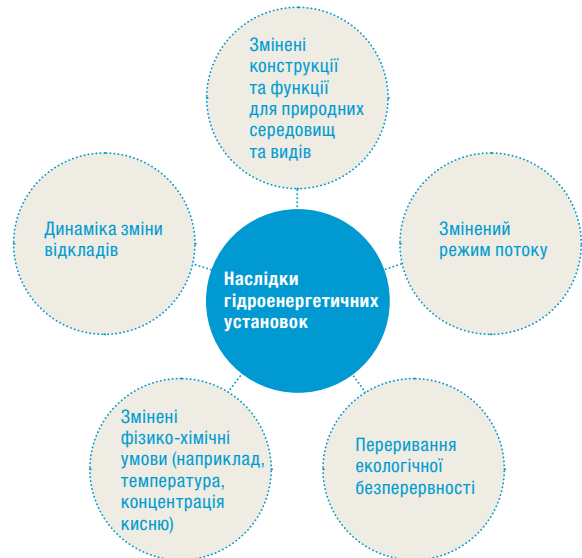 Змінені
конструкції
та функції
для природних
середовищ
та видів
Динаміка зміни
відкладів
Змінений
режим потоку
Наслідки
гідроенергетичних
установок
Змінені
фізико-хімічні
умови (наприклад,
температура,
концентрація
кисню)
Переривання
екологічної
безперервності